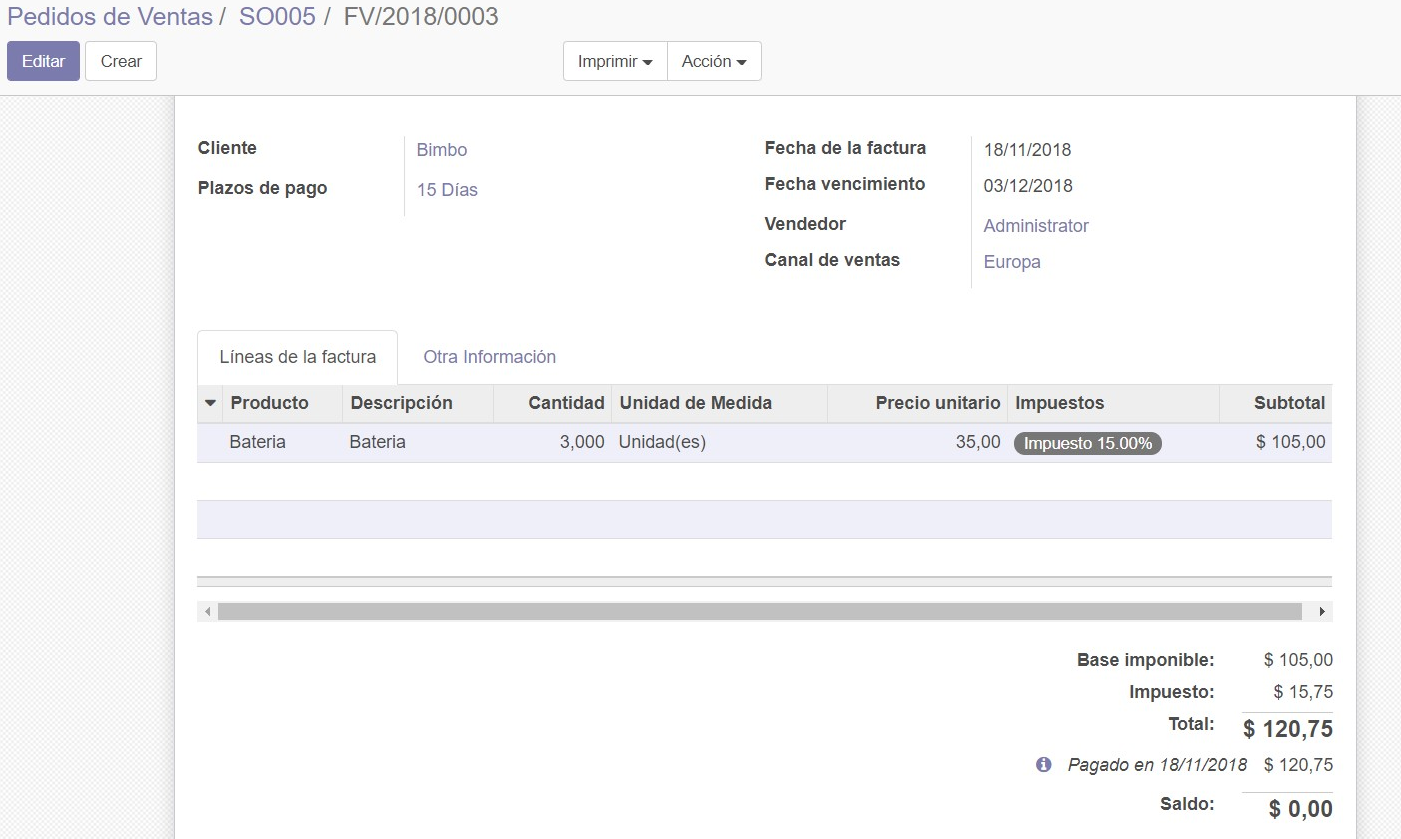 Pedidos de Ventas / SO005 / FV/2018/0003
Editar Crear Imprimir Acción
Cliente Bimbo Fecha de la factura 18/11/2018
Plazos de pago 15 Días Fecha vencimiento 03/12/2018
Vendedor Administrator
Canal de ventas Europa
Líneas de la factura Otra Información
Producto Descripción Cantidad Unidad de Medida Precio unitario Impuestos Subtotal
Bateria Bateria 3,000 Unidad(es) 35,00 Impuesto 15.00% $ 105,00
Base imponible: $ 105,00
Impuesto: $ 15,75
Total: $ 120,75
Pagado en 18/11/2018 $ 120,75
Saldo: $ 0,00